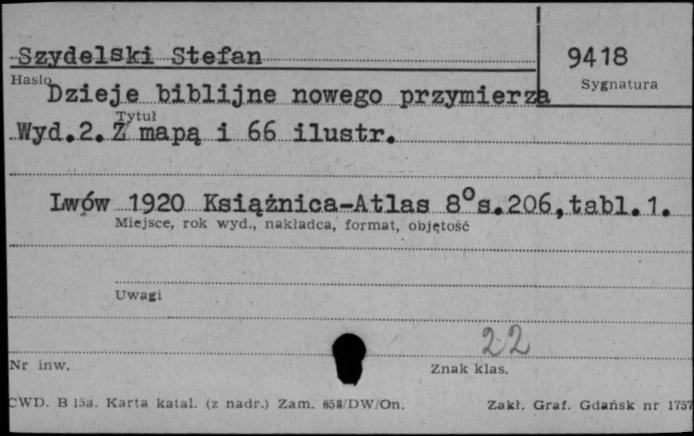 Szydelski Stefan
9418
Hasło
Sygnatura
Dzieje biblijne nowego przymierza
Tytuł
Wyd.2. Z mapą i 66 ilustr.
Lwów 1920 Książnica-Atlas 8° s.206, tabl.1.
Miejsce, rok wyd., nakładca, format, objętość
Uwagi
22
Nr inw.
Znak klas.
CWD. B 15a. Karta katal. (z nadr.) Zam. 658/DW/On.
Zakł. Graf. Gdańsk nr 1757